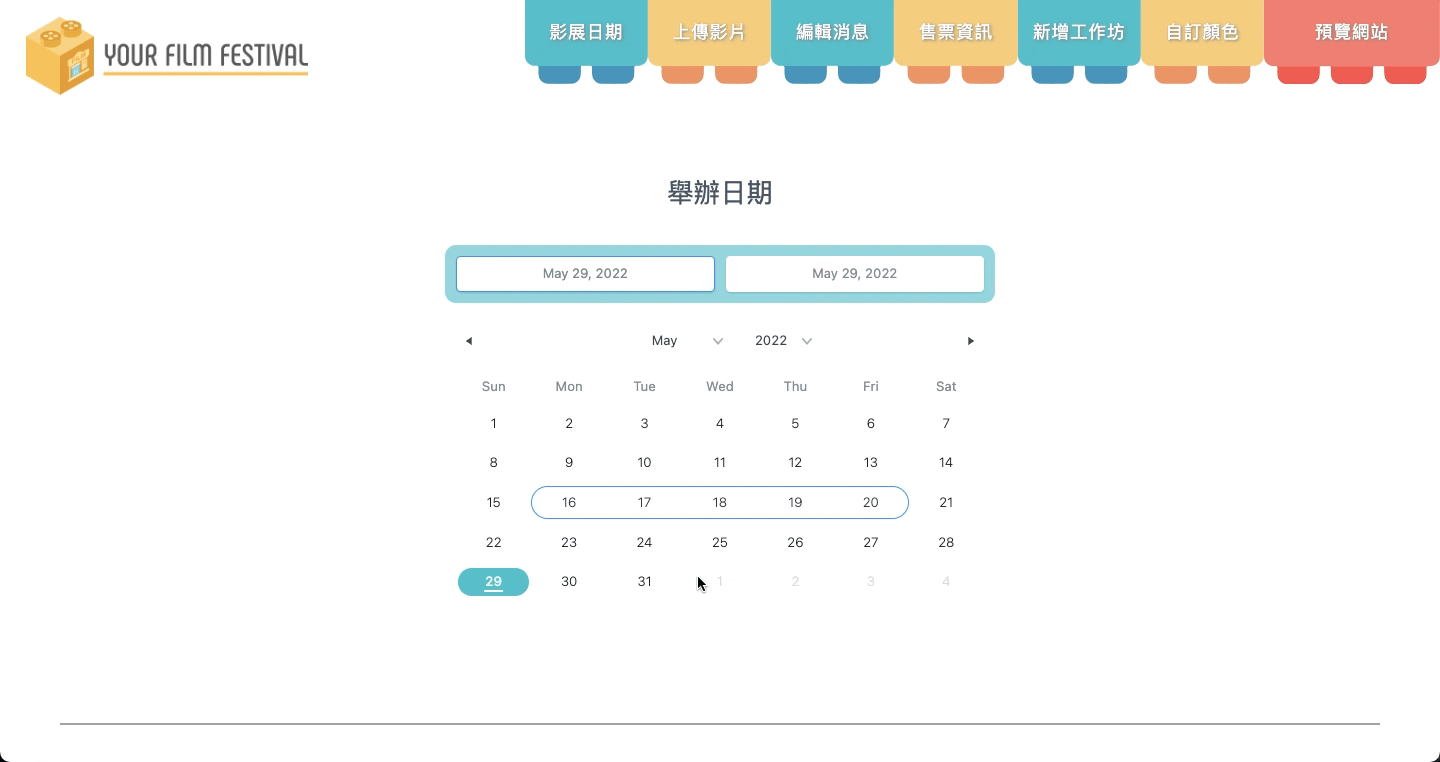 YOUR FILM FESTIVAL
影展日期 上傳影片 編輯消息 售票資訊 新增工作坊 自訂顏色 預覽網站
舉辦日期
May 29, 2022 May 29, 2022
May 2022
Sun Mon Tue Wed Thu Fri Sat
1 2 3 4 5 6 7
8 9 10 11 12 13 14
15 16 17 18 19 20 21
22 23 24 25 26 27 28
29 30 31 1 2 3 4